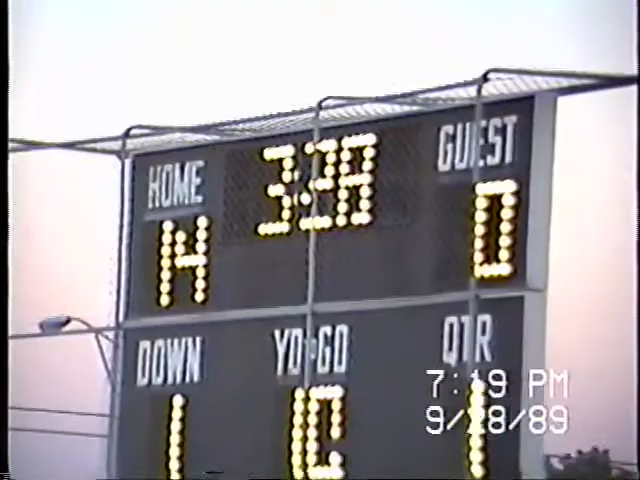 HOME 3:28 GUEST
14 0
DOWN YD TO GO QTR
1 10 1
7:19 PM
9/28/89